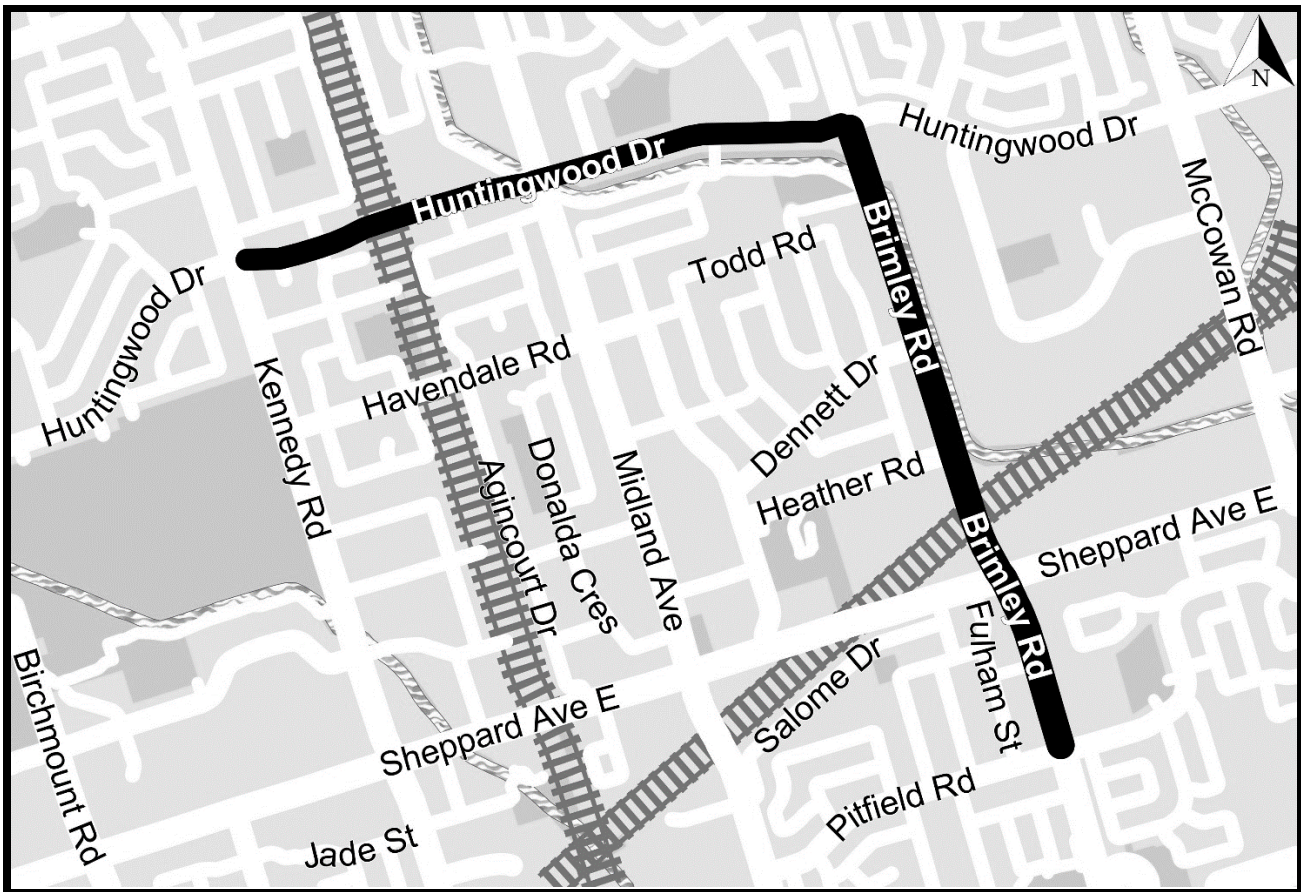 N
Huntingwood Dr
Huntingwood Dr
McCowan Rd
Brimley Rd
Todd Rd
Huntingwood Dr
Havendale Rd
Kennedy Rd
Dennett Dr
Heather Rd
Donalda Cres
Midland Ave
Agincourt Dr
Brimley Rd
Sheppard Ave E
Fulham St
Salome Dr
Birchmount Rd
Sheppard Ave E
Pitfield Rd
Jade St